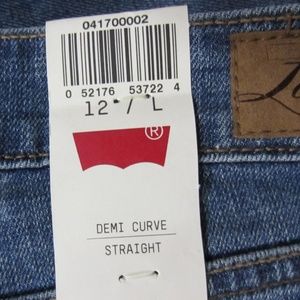 041700002
0 52176 53722 4
12 / L
®
DEMI CURVE
STRAIGHT